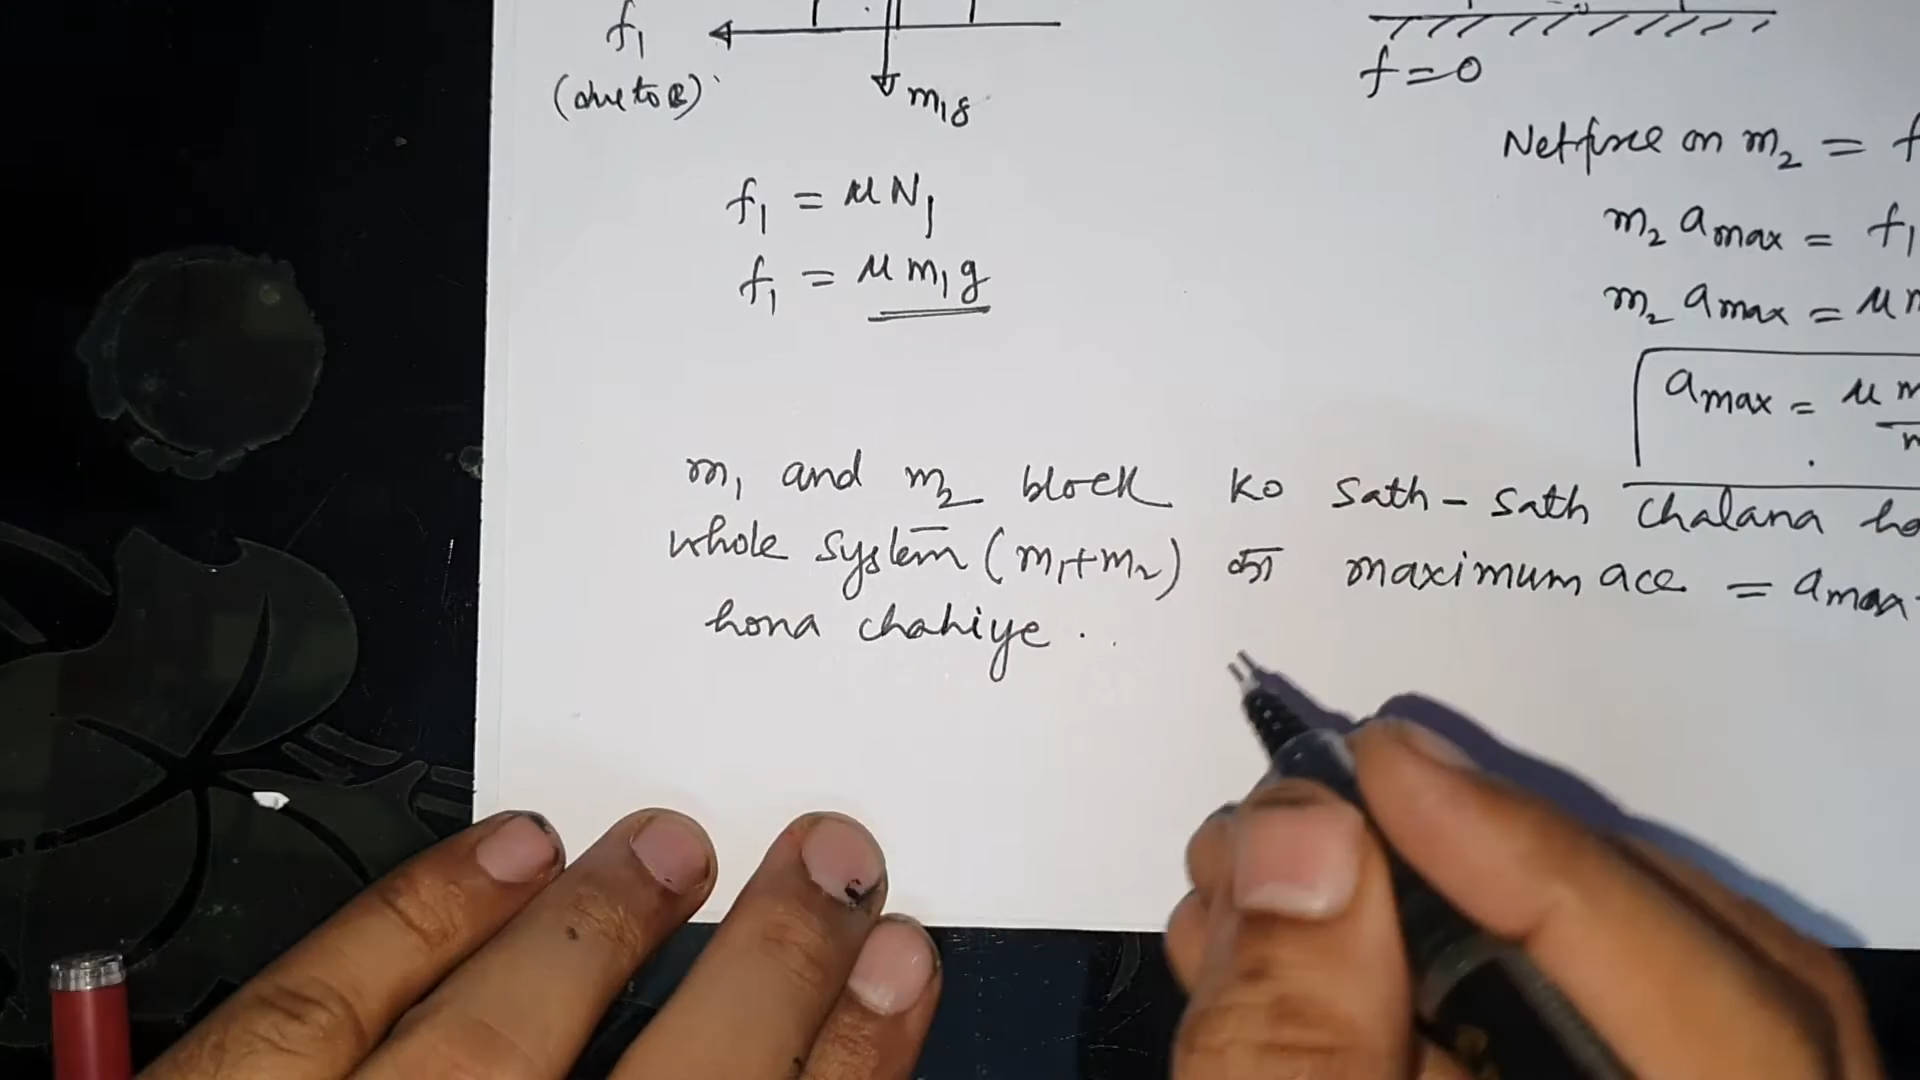 f₁
(due to B)
m₁g
f₁ = μN₁
f₁ = μm₁g
f=0
Net force on m₂ = f
m₂ amax = f₁
m₂ amax = μ
amax = μ
m₁ and m₂ block ko sath-sath chalana ho
whole system (m₁+m₂) का maximum acc = amax
hona chahiye.